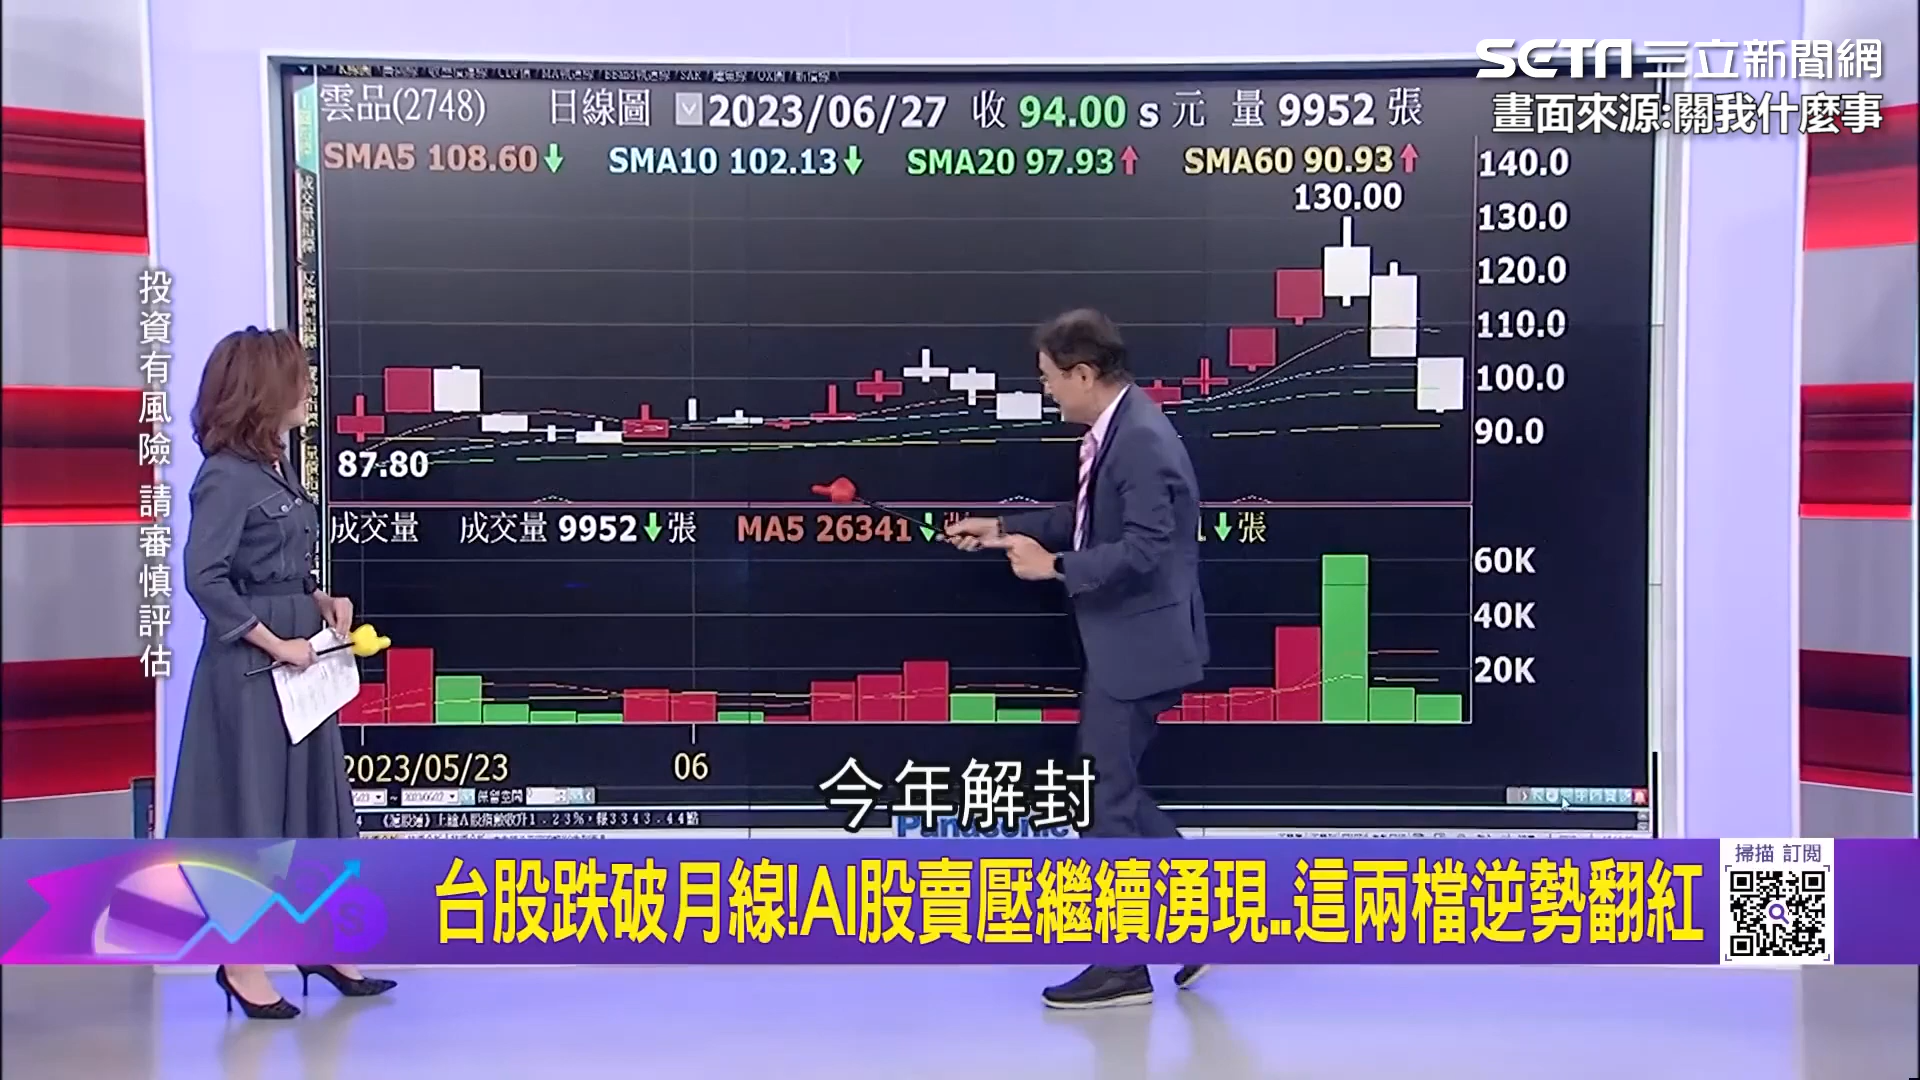 SETN三立新聞網
畫面來源:關我什麼事
雲品(2748) 日線圖 2023/06/27 收 94.00 s 元 量 9952 張
SMA5 108.60↓ SMA10 102.13↓ SMA20 97.93↑ SMA60 90.93↑
130.00
140.0
130.0
120.0
110.0
100.0
90.0
87.80
投資有風險 請審慎評估
成交量 成交量 9952↓張 MA5 26341↓ ↓張
60K
40K
20K
2023/05/23 06
今年解封
Panasonic
台股跌破月線!AI股賣壓繼續湧現..這兩檔逆勢翻紅
掃描 訂閱